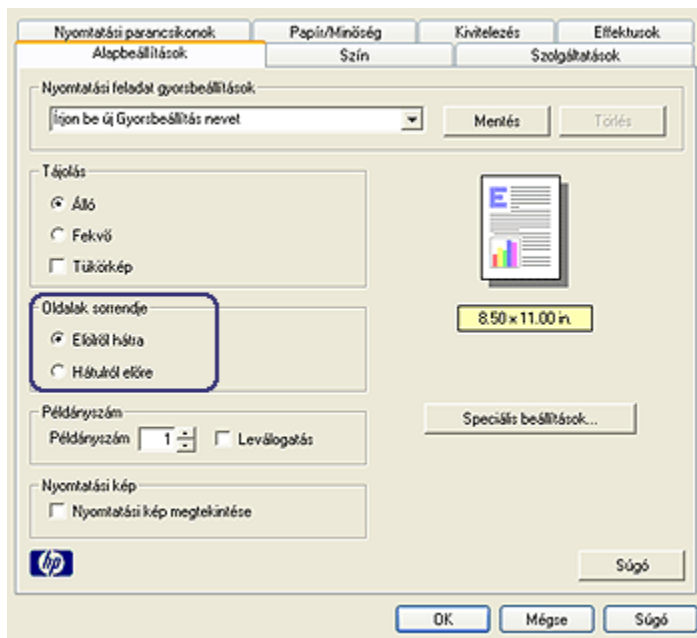 Nyomtatási parancsikonok Papír/Minőség Kivitelezés Effektusok
Alapbeállítások Szín Szolgáltatások
Nyomtatási feladat gyorsbeállítások
Írjon be új Gyorsbeállítás nevet Mentés Törlés
Tájolás
Álló
Fekvő
Tükörkép
E
8.50 x 11.00 in.
Oldalak sorrendje
Elölről hátra
Hátulról előre
Példányszám
Példányszám 1 Leválogatás
Speciális beállítások...
Nyomtatási kép
Nyomtatási kép megtekintése
hp Súgó
OK Mégse Súgó